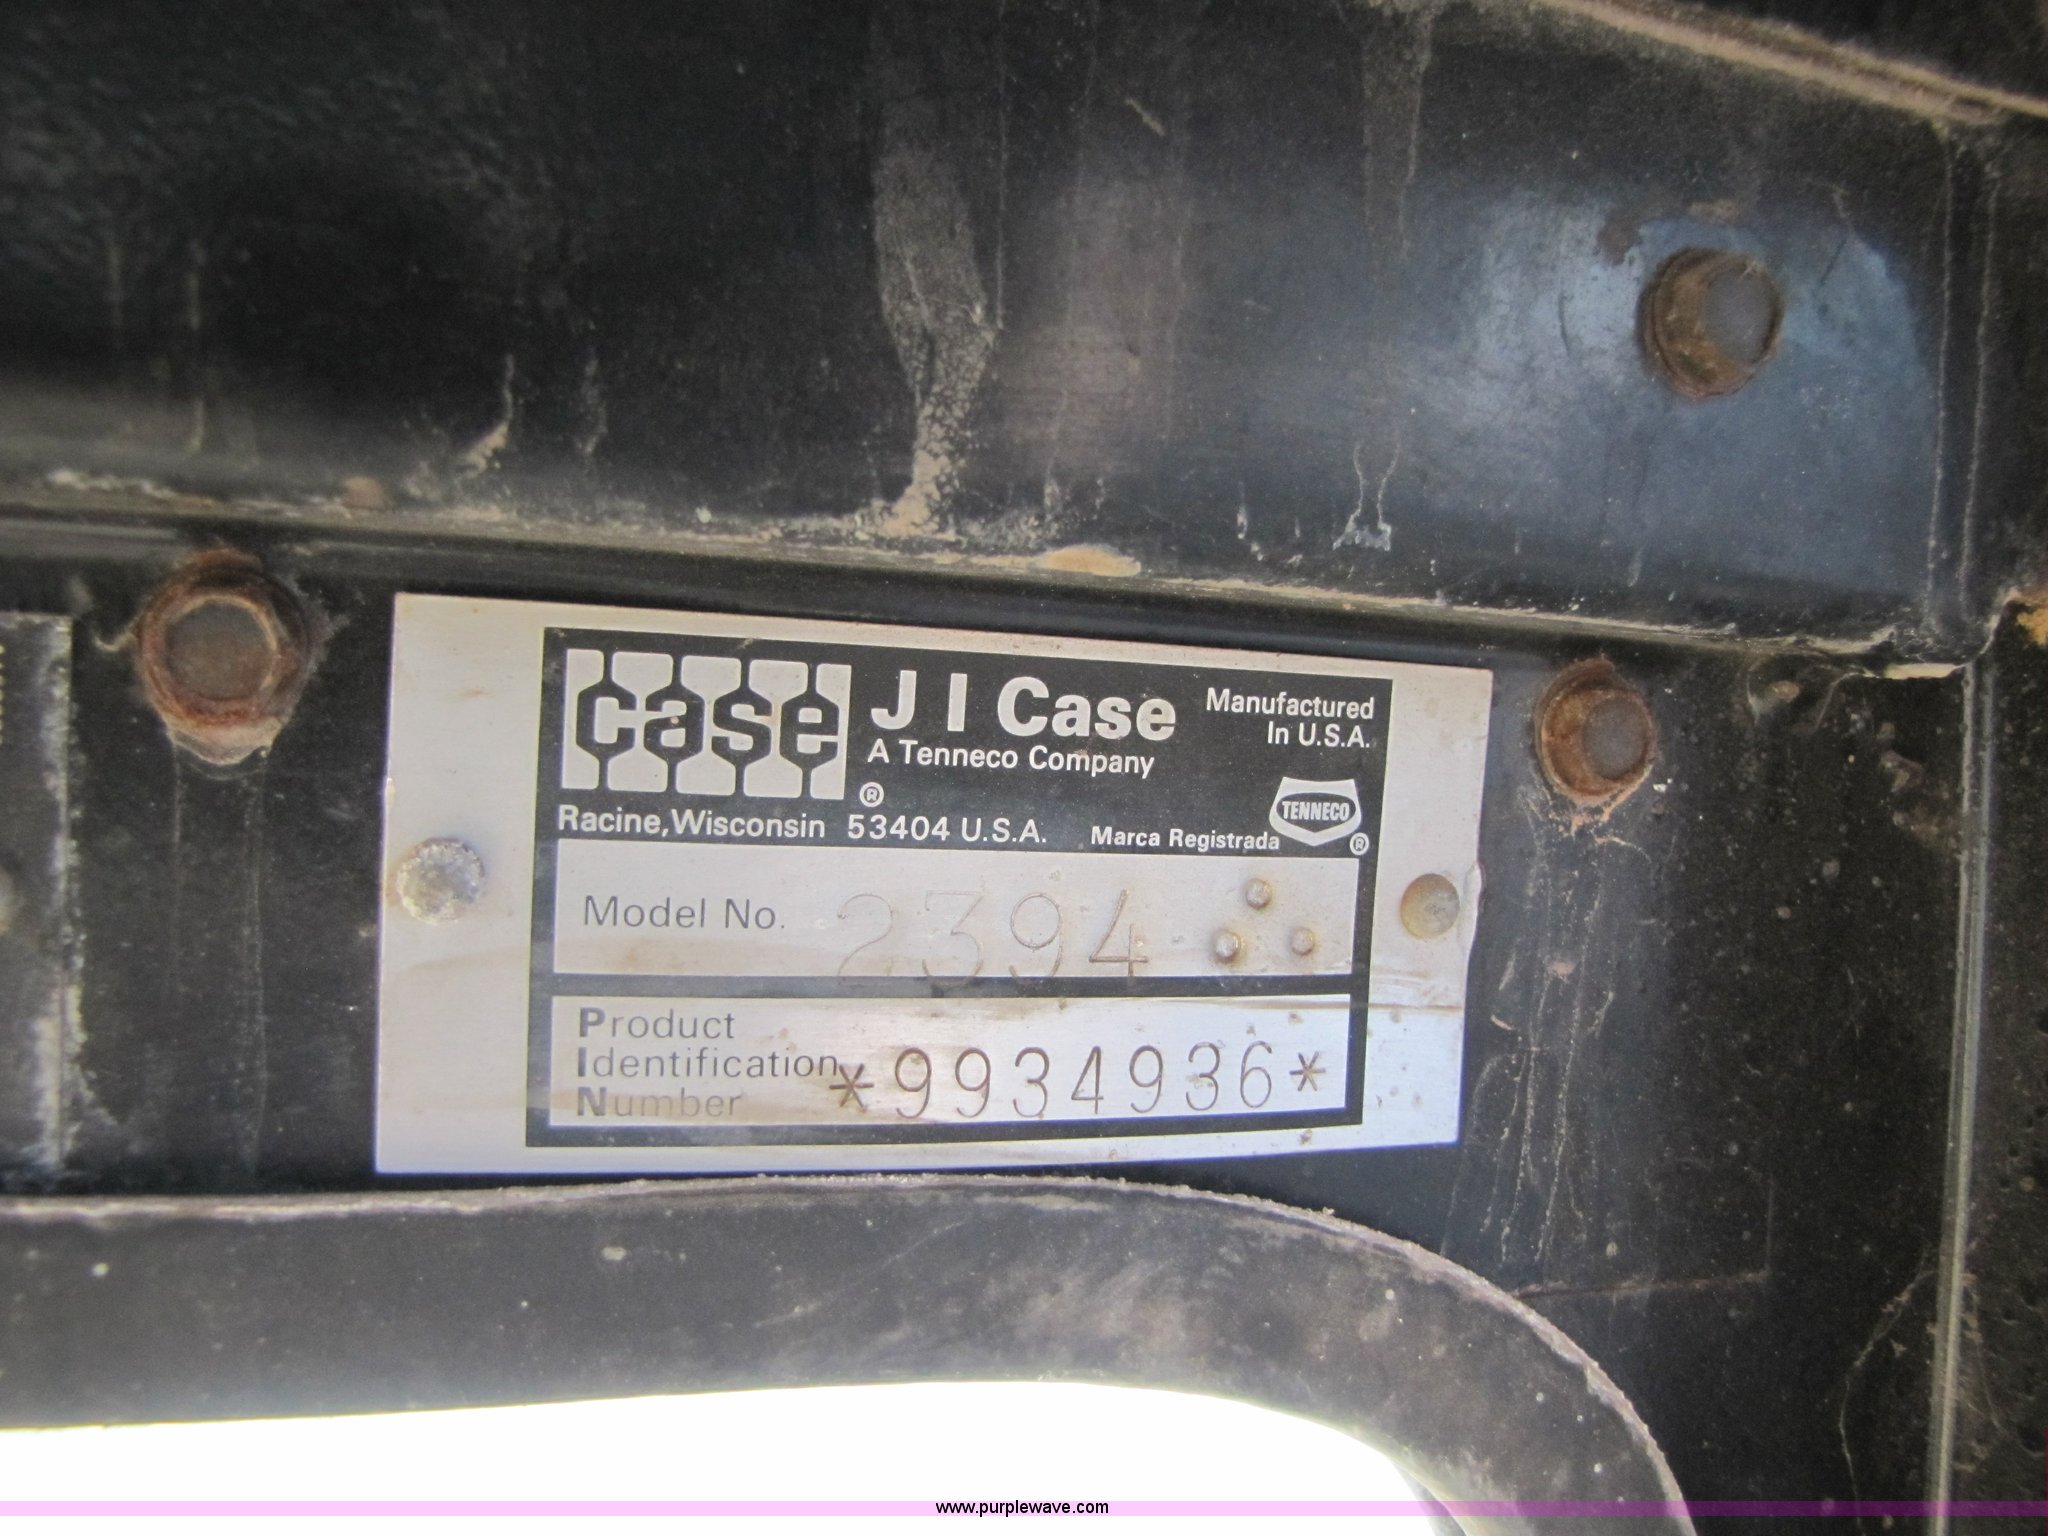 case J I Case Manufactured
A Tenneco Company In U.S.A.
®
TENNECO
Racine, Wisconsin 53404 U.S.A. Marca Registrada ®
Model No. 2394
Product
Identification *9934936*
Number
www.purplewave.com